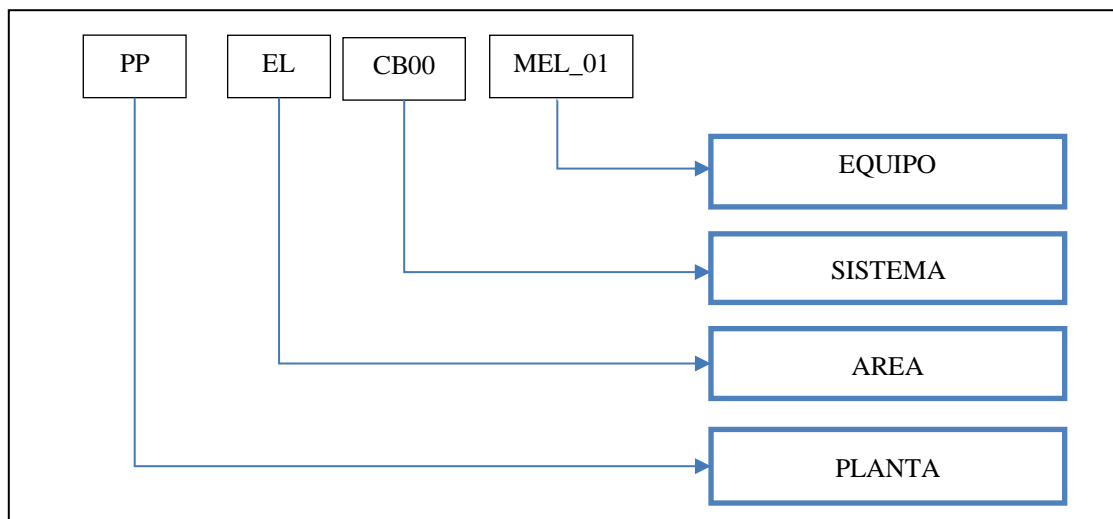 PP
EL
CB00
MEL_01
EQUIPO
SISTEMA
AREA
PLANTA